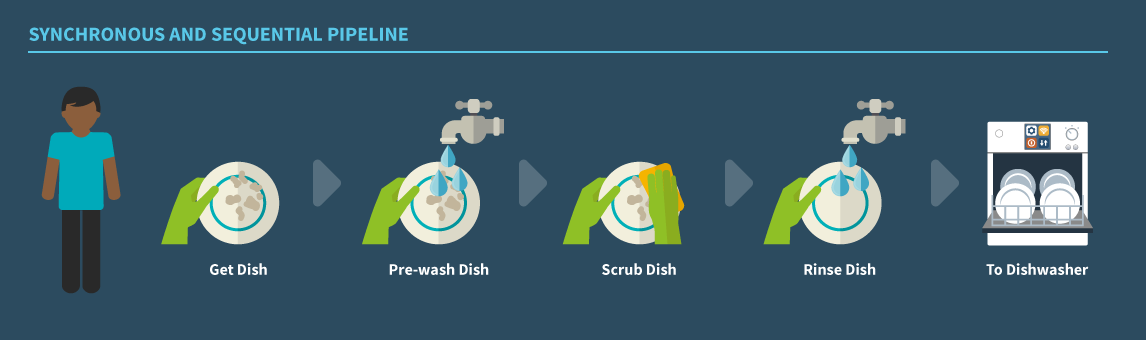 SYNCHRONOUS AND SEQUENTIAL PIPELINE
Get Dish
Pre-wash Dish
Scrub Dish
Rinse Dish
To Dishwasher